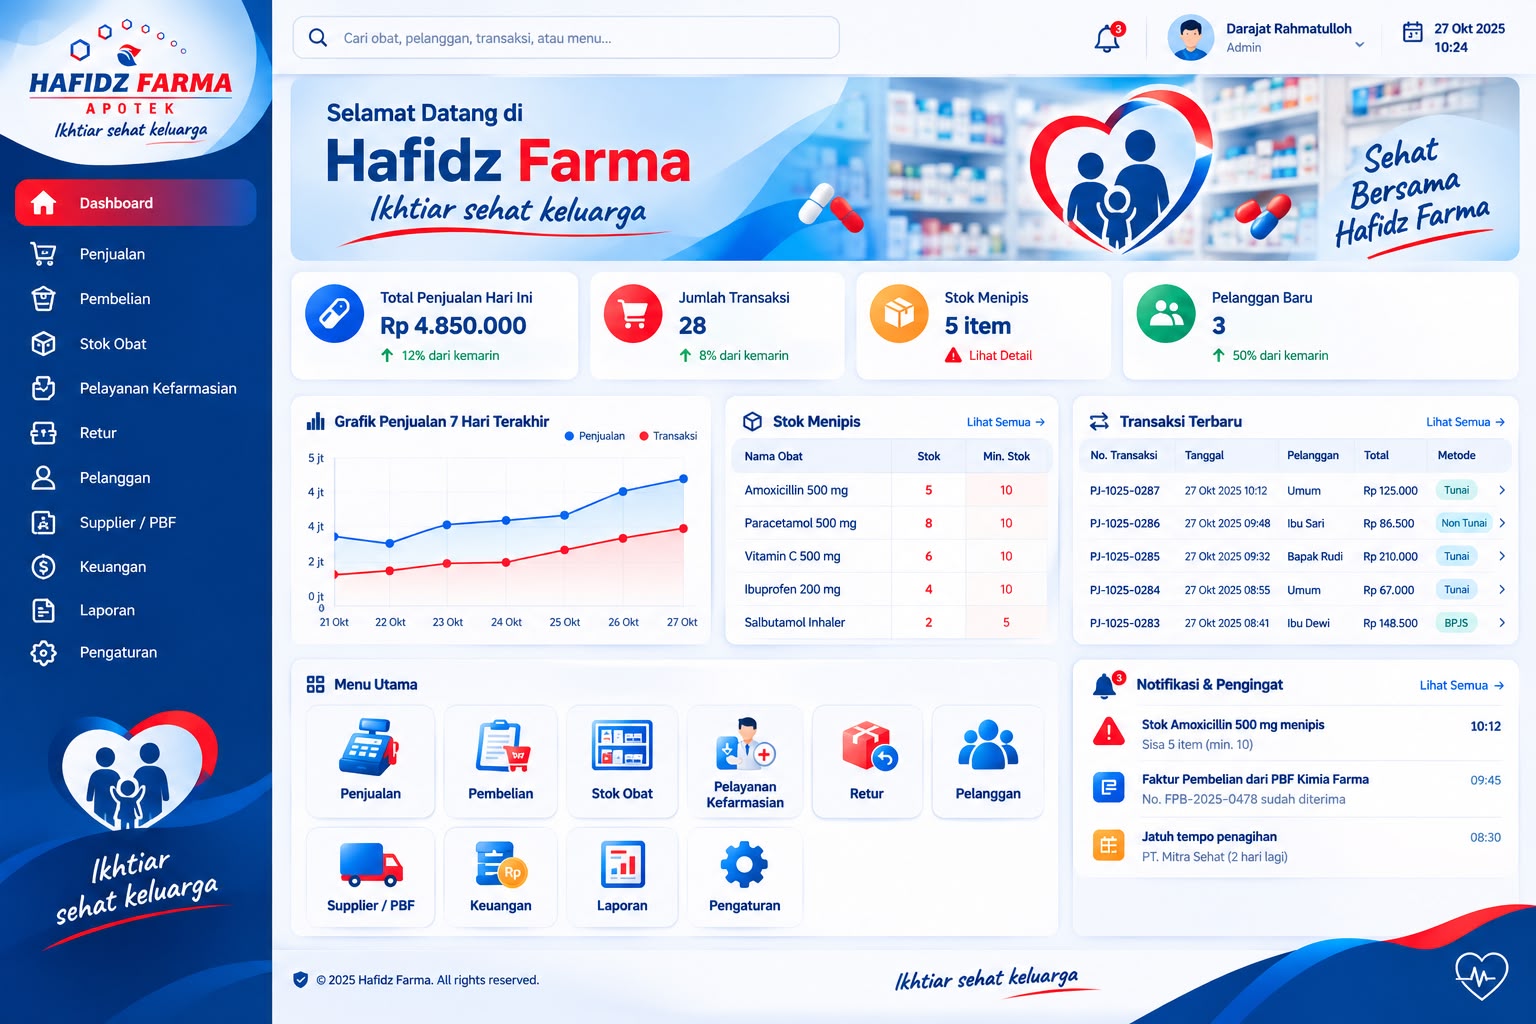 HAFIDZ FARMA
APOTEK
Ikhtiar sehat keluarga
Dashboard
Penjualan
Pembelian
Stok Obat
Pelayanan Kefarmasian
Retur
Pelanggan
Supplier / PBF
Keuangan
Laporan
Pengaturan
Ikhtiar
sehat keluarga
Cari obat, pelanggan, transaksi, atau menu...
3
Darajat Rahmatulloh
Admin
27 Okt 2025
10:24
Selamat Datang di
Hafidz Farma
Ikhtiar sehat keluarga
Sehat
Bersama
Hafidz Farma
Total Penjualan Hari Ini
Rp 4.850.000
12% dari kemarin
Jumlah Transaksi
28
8% dari kemarin
Stok Menipis
5 item
Lihat Detail
Pelanggan Baru
3
50% dari kemarin
Grafik Penjualan 7 Hari Terakhir
Penjualan Transaksi
5 jt
4 jt
4 jt
2 jt
0 jt
0
21 Okt 22 Okt 23 Okt 24 Okt 25 Okt 26 Okt 27 Okt
Stok Menipis Lihat Semua →
Nama Obat Stok Min. Stok
Amoxicillin 500 mg 5 10
Paracetamol 500 mg 8 10
Vitamin C 500 mg 6 10
Ibuprofen 200 mg 4 10
Salbutamol Inhaler 2 5
Transaksi Terbaru Lihat Semua →
No. Transaksi Tanggal Pelanggan Total Metode
PJ-1025-0287 27 Okt 2025 10:12 Umum Rp 125.000 Tunai
PJ-1025-0286 27 Okt 2025 09:48 Ibu Sari Rp 86.500 Non Tunai
PJ-1025-0285 27 Okt 2025 09:32 Bapak Rudi Rp 210.000 Tunai
PJ-1025-0284 27 Okt 2025 08:55 Umum Rp 67.000 Tunai
PJ-1025-0283 27 Okt 2025 08:41 Ibu Dewi Rp 148.500 BPJS
Menu Utama
Penjualan
Pembelian
Stok Obat
Pelayanan
Kefarmasian
Retur
Pelanggan
Supplier / PBF
Rp
Keuangan
Laporan
Pengaturan
3
Notifikasi & Pengingat Lihat Semua →
Stok Amoxicillin 500 mg menipis 10:12
Sisa 5 item (min. 10)
Faktur Pembelian dari PBF Kimia Farma 09:45
No. FPB-2025-0478 sudah diterima
Jatuh tempo penagihan 08:30
PT. Mitra Sehat (2 hari lagi)
© 2025 Hafidz Farma. All rights reserved.
Ikhtiar sehat keluarga